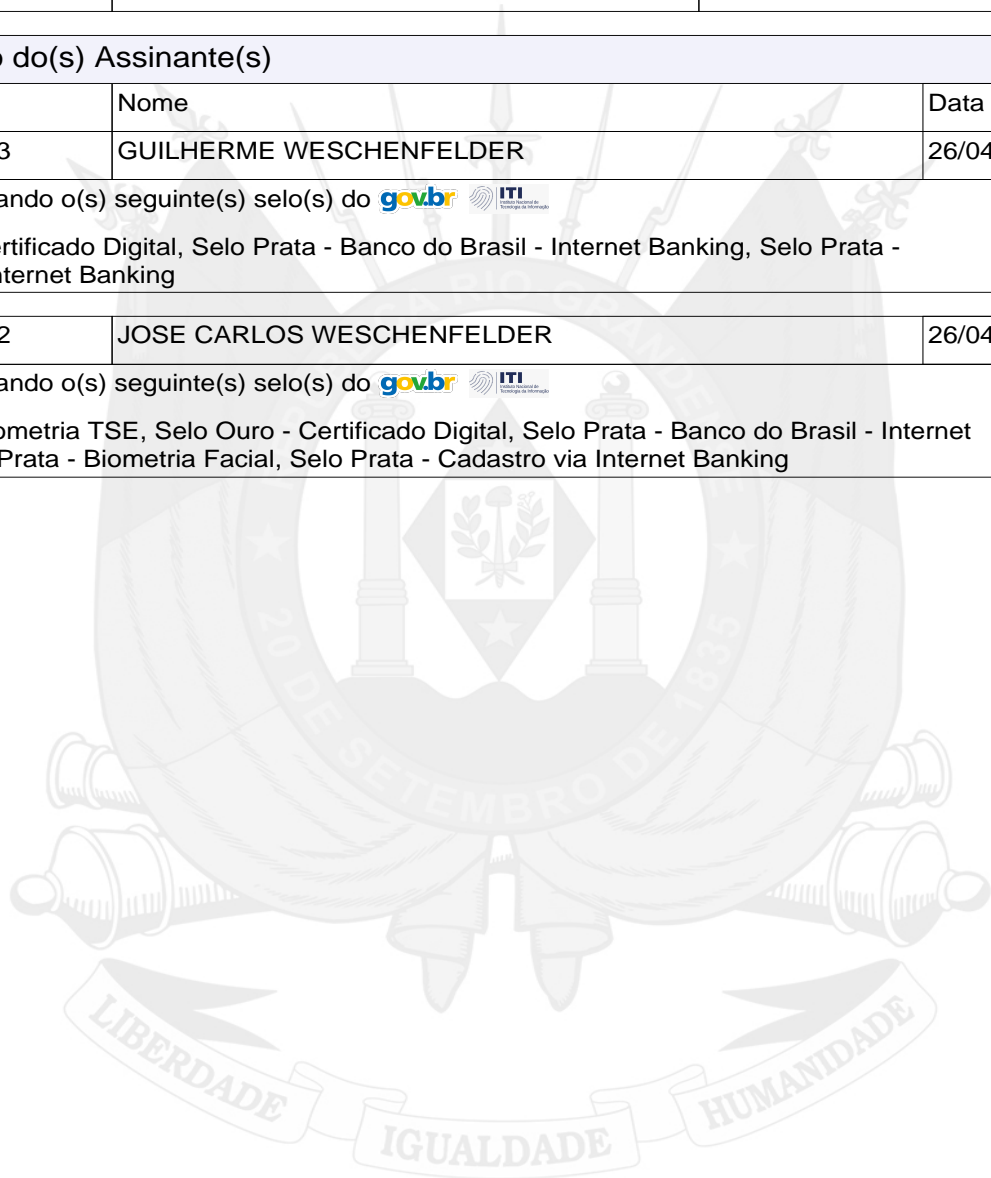 o do(s) Assinante(s)
Nome Data
3 GUILHERME WESCHENFELDER 26/04
ando o(s) seguinte(s) selo(s) do gov.br ITI
ertificado Digital, Selo Prata - Banco do Brasil - Internet Banking, Selo Prata -
nternet Banking
2 JOSE CARLOS WESCHENFELDER 26/04
ando o(s) seguinte(s) selo(s) do gov.br ITI
ometria TSE, Selo Ouro - Certificado Digital, Selo Prata - Banco do Brasil - Internet
Prata - Biometria Facial, Selo Prata - Cadastro via Internet Banking
20 DE SETEMBRO DE 1835
LIBERDADE
IGUALDADE
HUMANIDADE